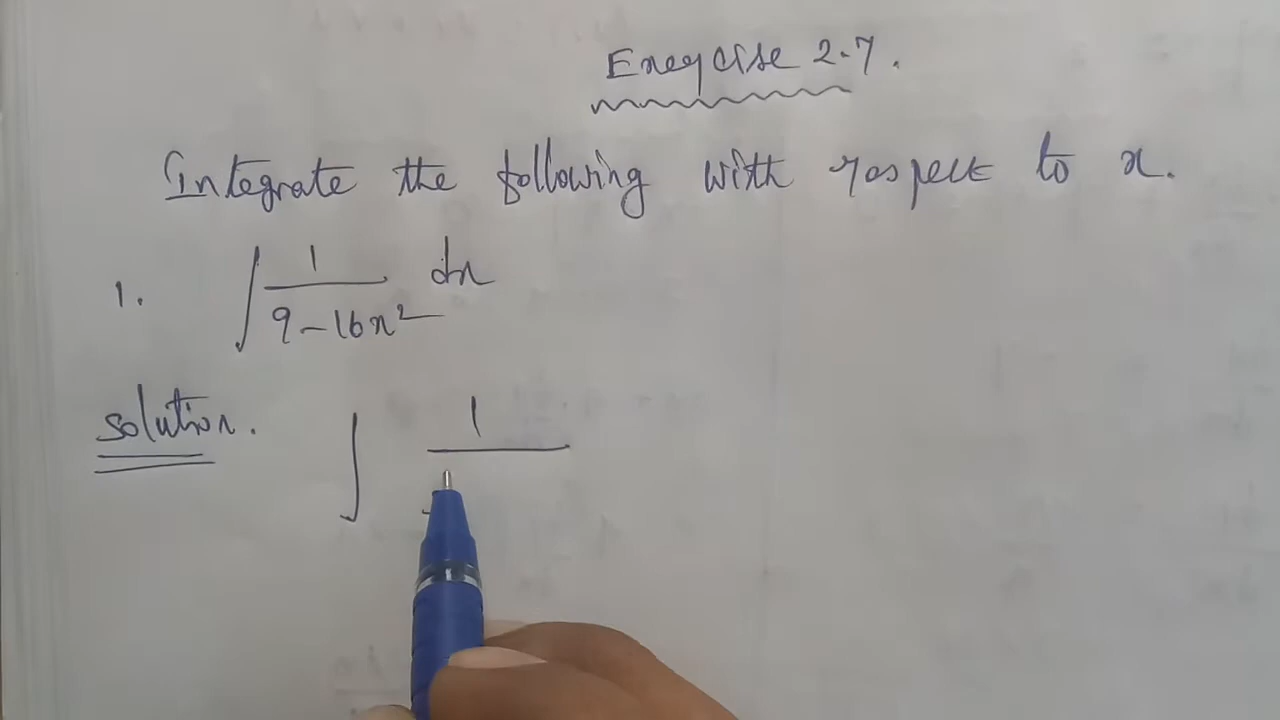 Exercise 2.7.
Integrate the following with respect to x.
1. ∫ 1/(9-16x²) dx
solution. ∫ 1